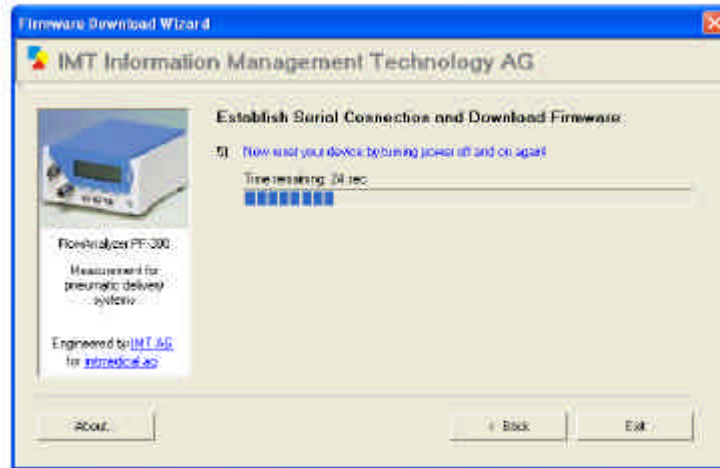 Firmware Download Wizard
IMT Information Management Technology AG
Establish Serial Connection and Download Firmware
5) Now reset your device by turning power off and on again!
Time remaining: 24 sec
FlowAnalyzer PF-300
Measurement for
pneumatic delivery
systems
Engineered by IMT AG
for imtmedical ag
About...
< Back
Exit